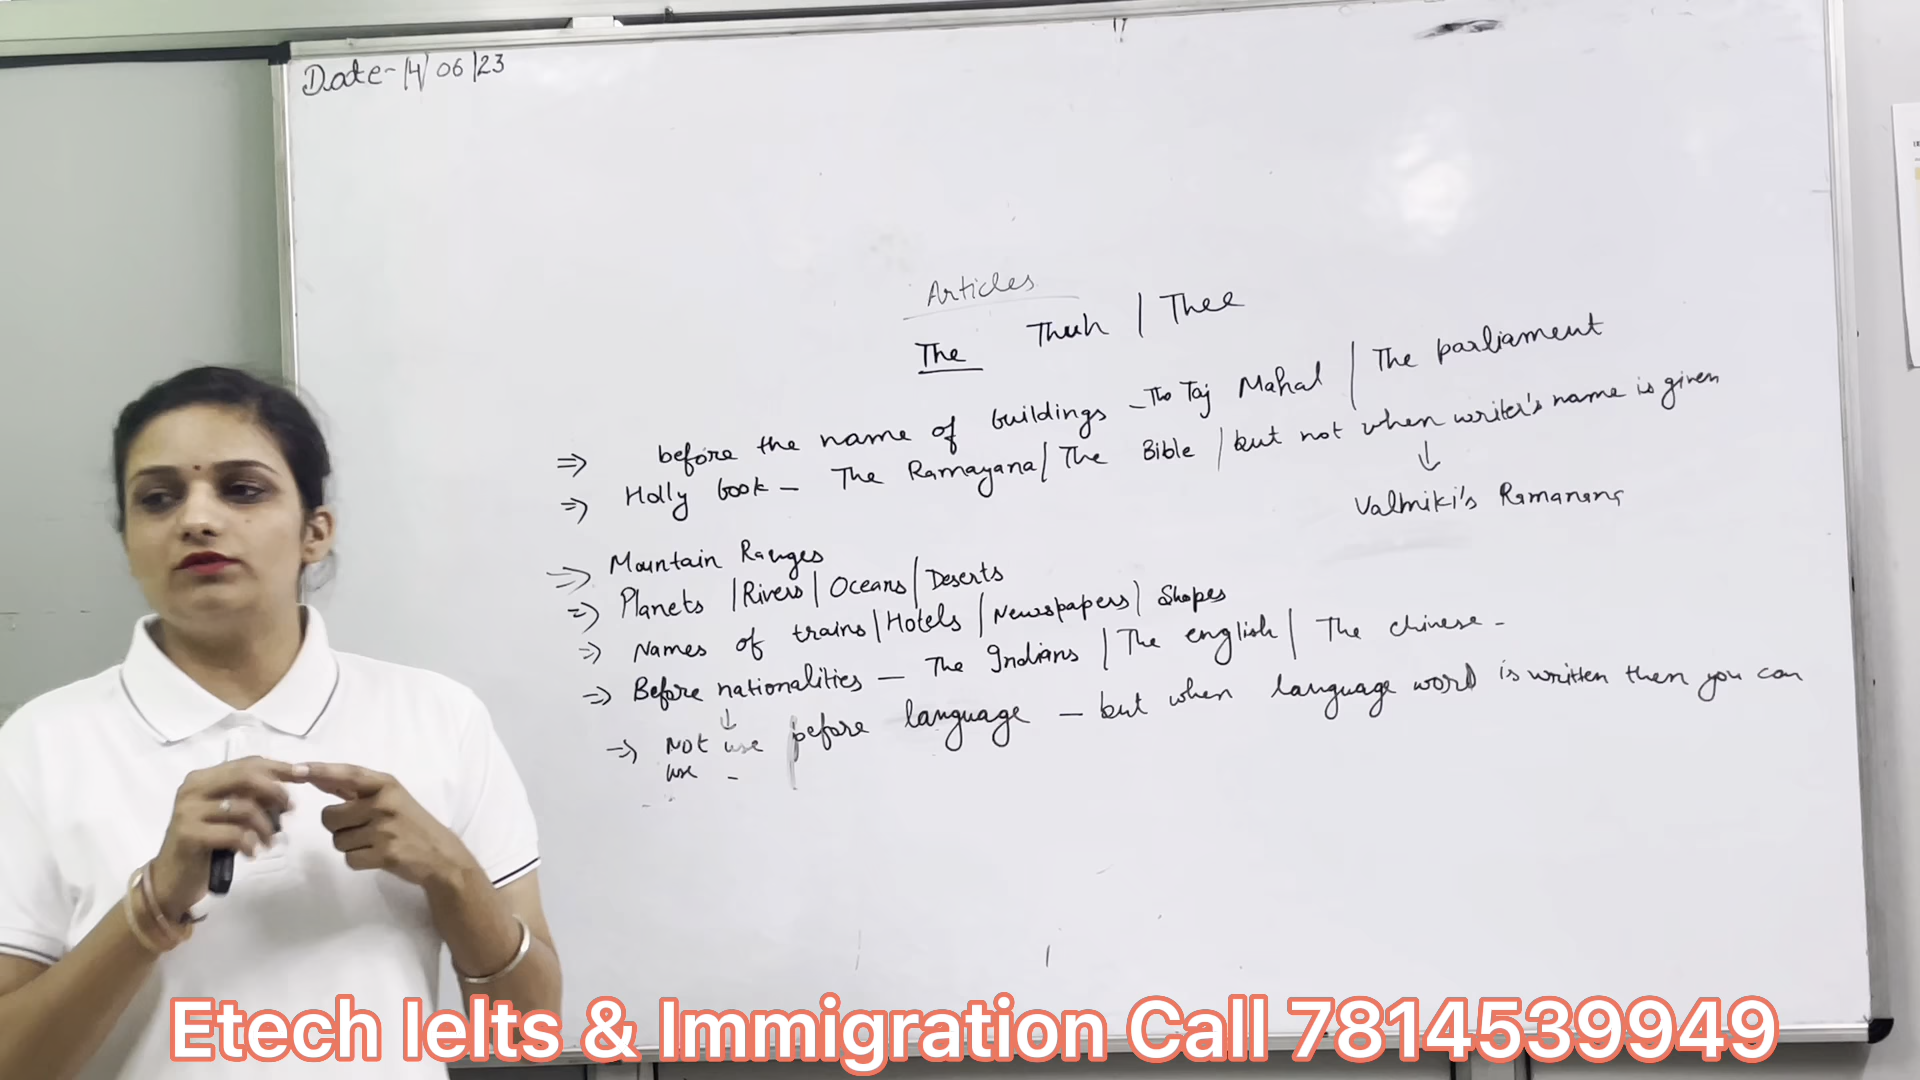 Date- 14/06/23
Articles
The Thuh | Thee
⇒ before the name of buildings - The Taj Mahal | The parliament
⇒ Holly book - The Ramayana | The Bible | but not when writer's name is given
↓
Valmiki's Ramanana
⇒ Mountain Ranges
⇒ Planets | Rivers | Oceans | Deserts
⇒ Names of trains | Hotels | Newspapers | Shopes
⇒ Before nationalities - The Indians | The english | The chinese -
↓
⇒ Not use before language - but when language word is written then you can
use -
Etech Ielts & Immigration Call 7814539949